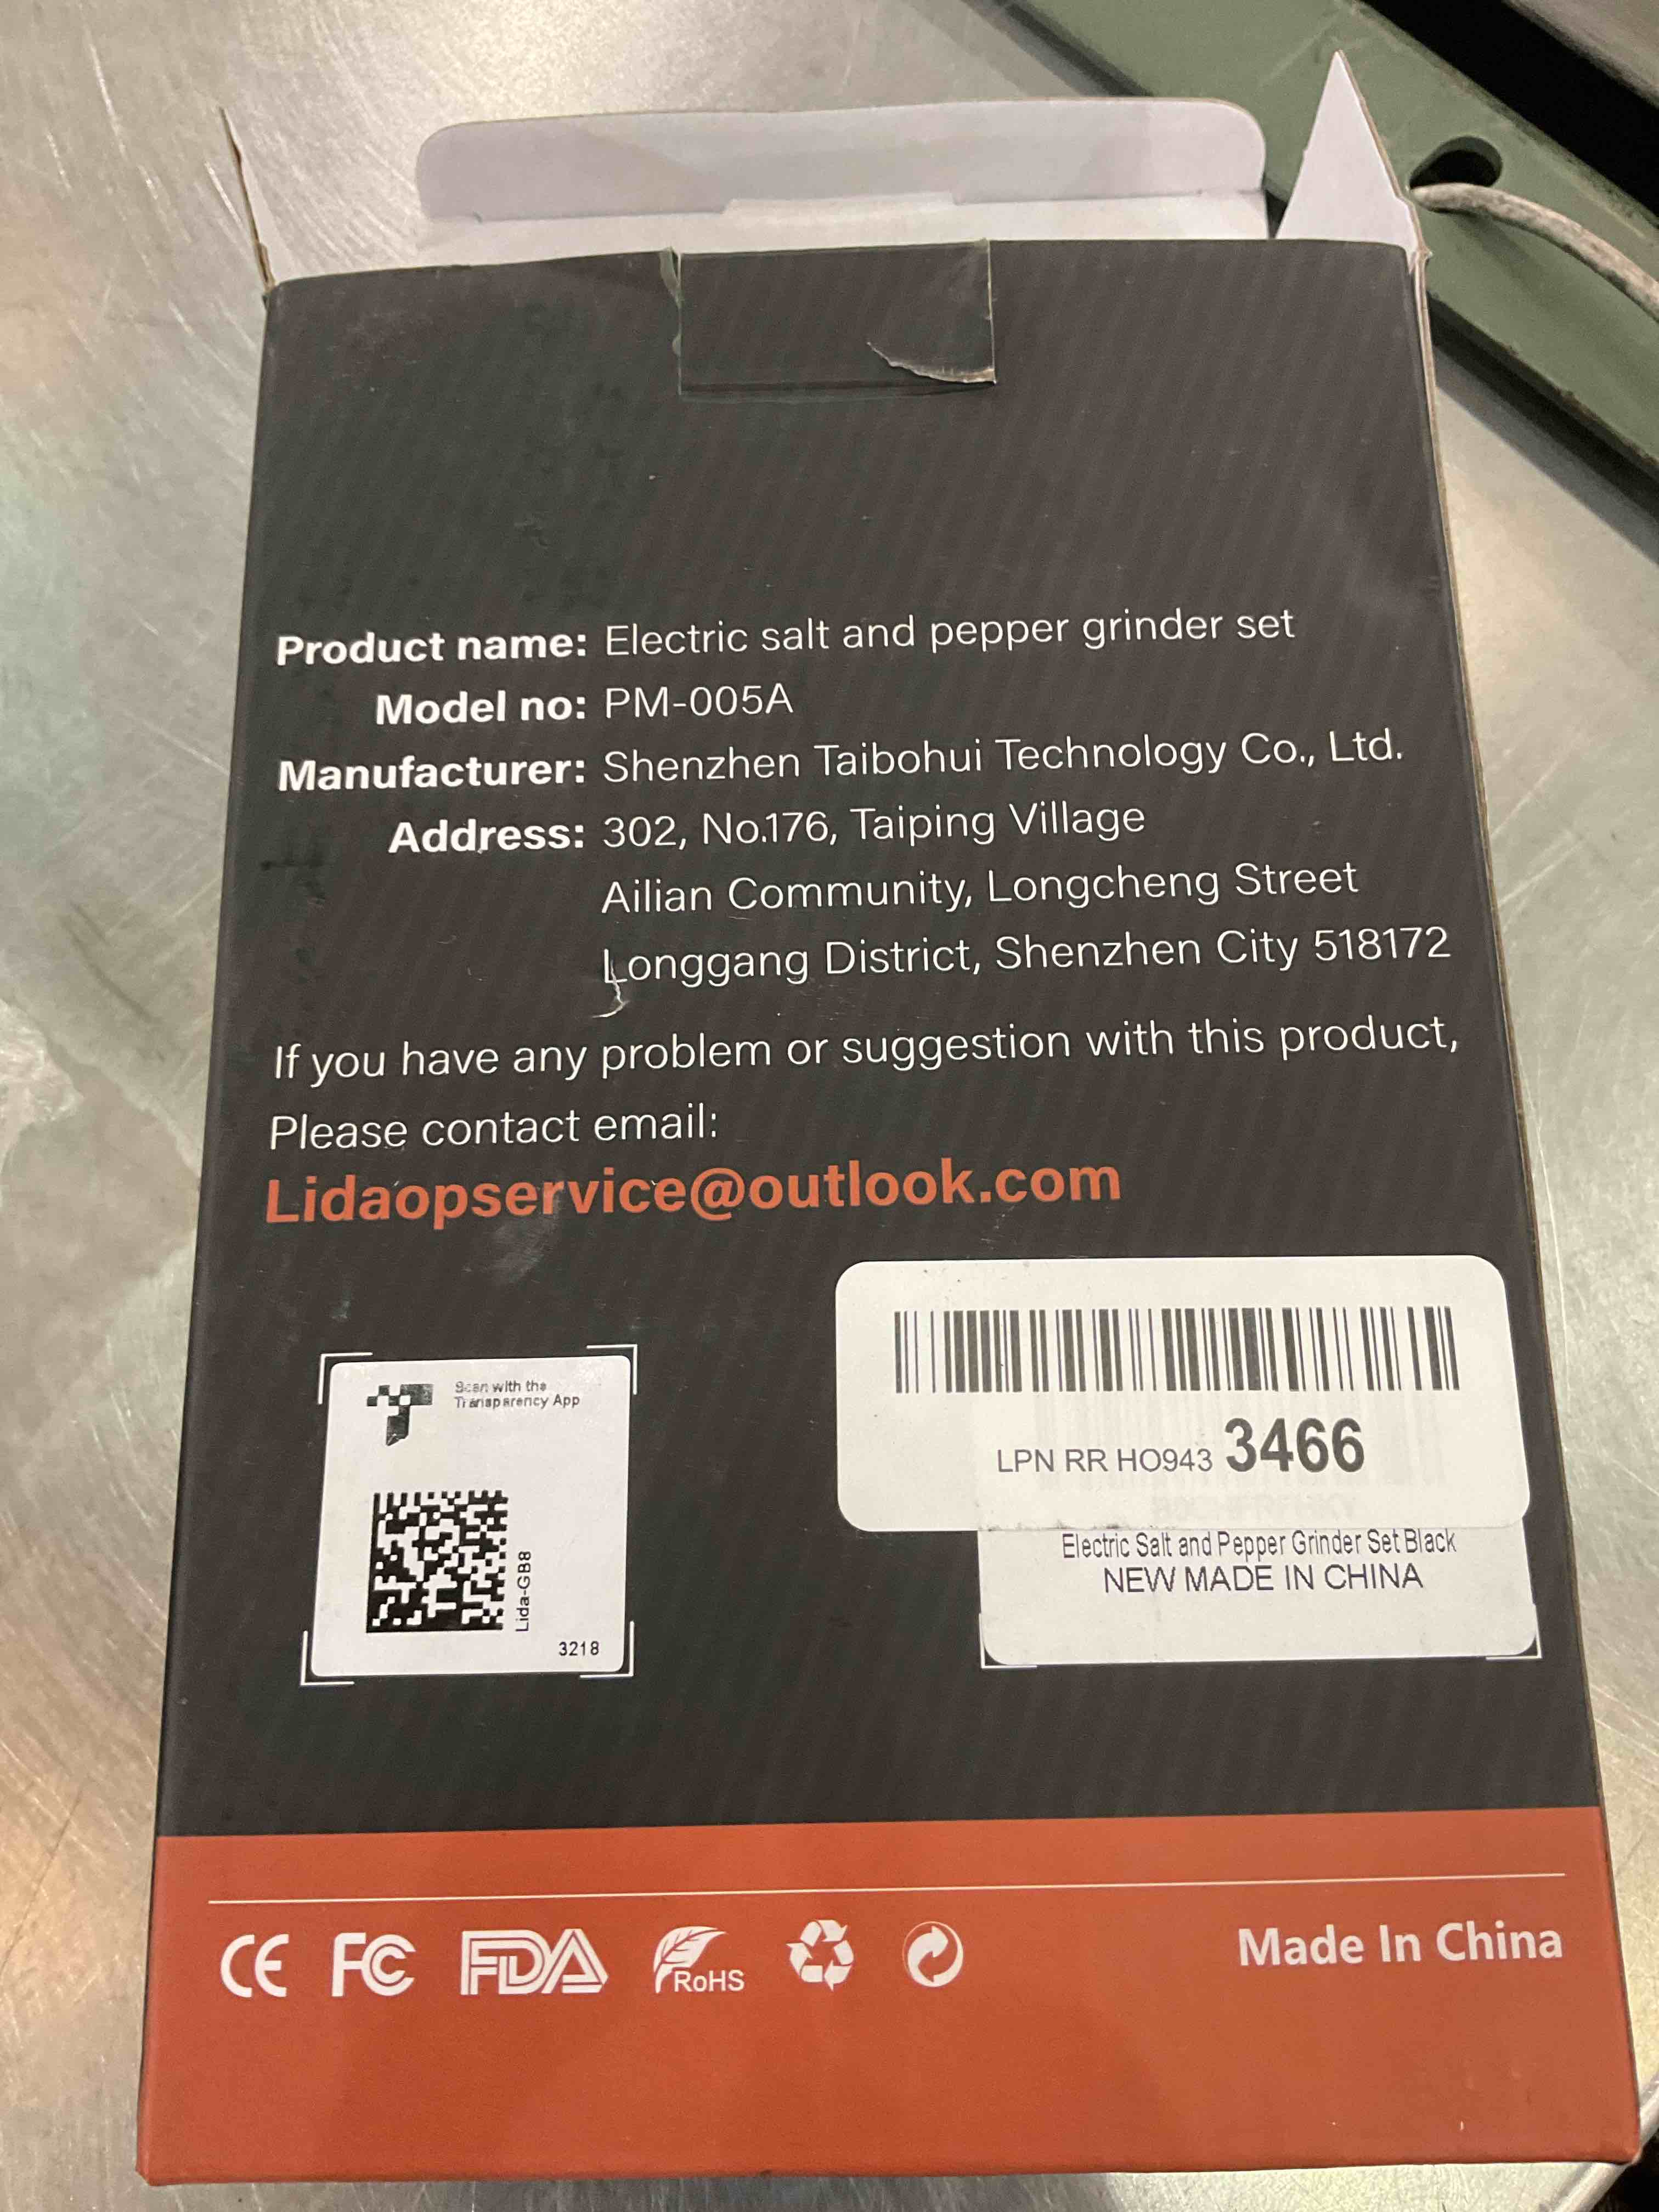 Product name: Electric salt and pepper grinder set
Model no: PM-005A
Manufacturer: Shenzhen Taibohui Technology Co., Ltd.
Address: 302, No.176, Taiping Village
Ailian Community, Longcheng Street
Longgang District, Shenzhen City 518172
If you have any problem or suggestion with this product,
Please contact email:
Lidaopservice@outlook.com
Scan with the
Transparency App
Lida-GB8
3218
LPN RR HO943 3466
Electric Salt and Pepper Grinder Set Black
NEW MADE IN CHINA
CE FC FDA RoHS
Made In China